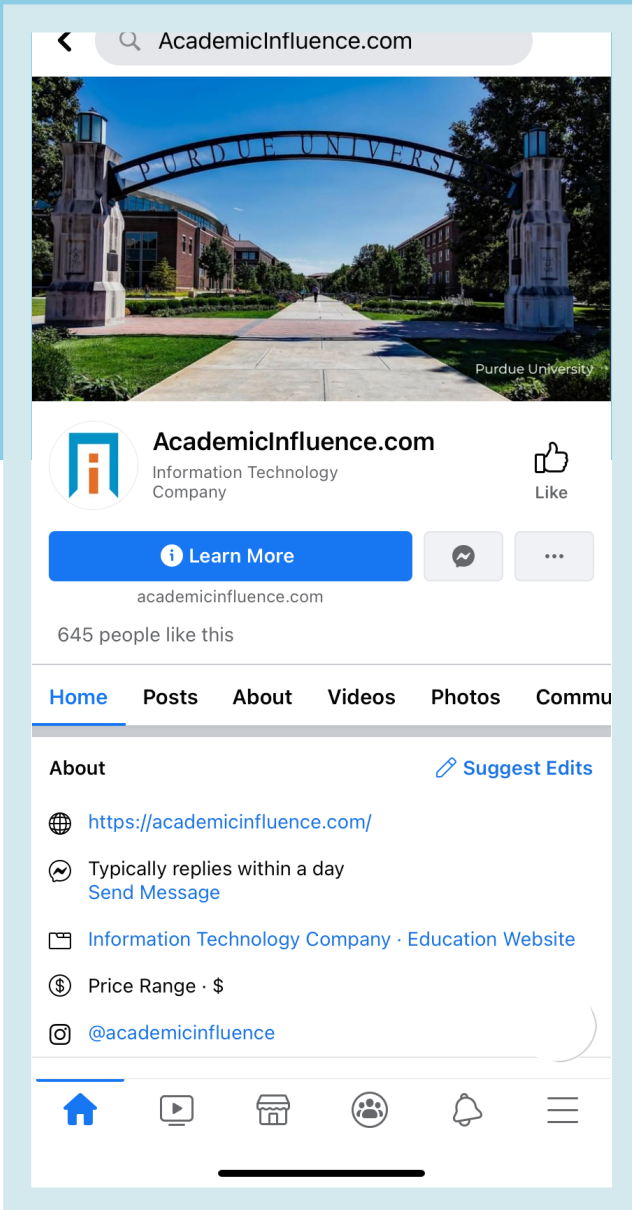 AcademicInfluence.com
PURDUE UNIVERS
Purdue University
AcademicInfluence.com
Information Technology
Company
Like
Learn More
academicinfluence.com
645 people like this
Home Posts About Videos Photos Commu
About
Suggest Edits
https://academicinfluence.com/
Typically replies within a day
Send Message
Information Technology Company · Education Website
Price Range · $
@academicinfluence